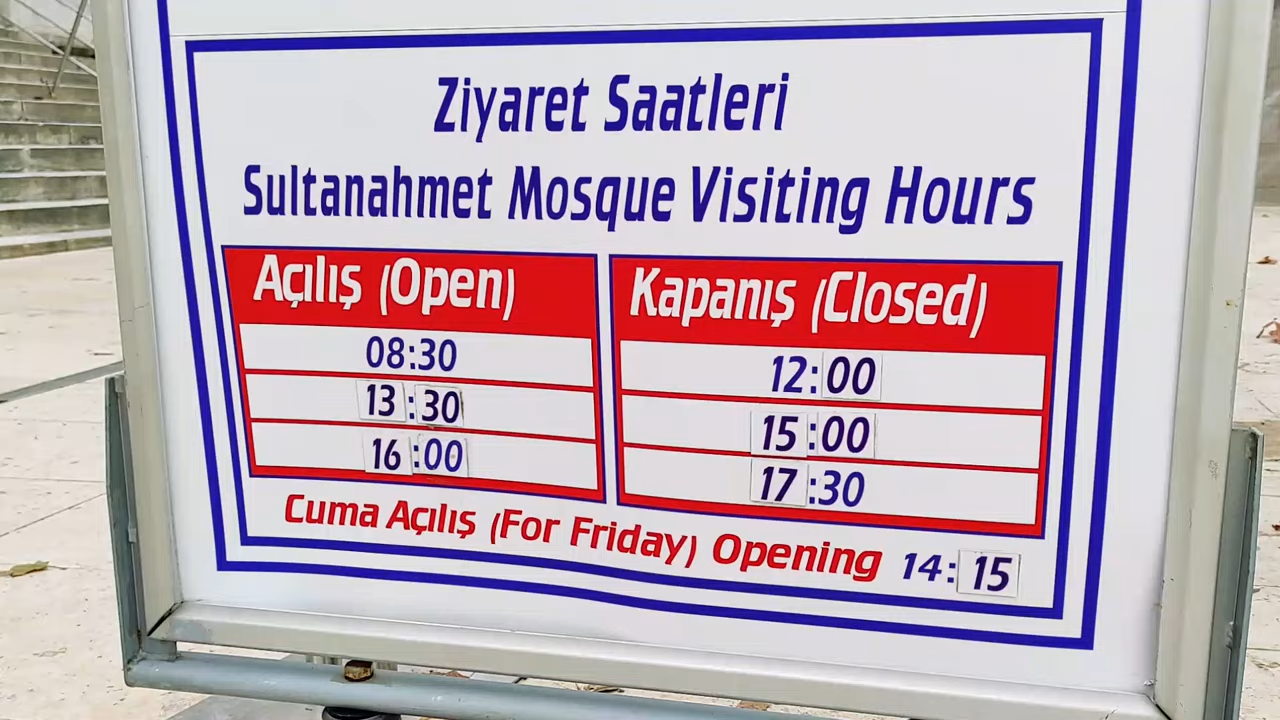 Ziyaret Saatleri
Sultanahmet Mosque Visiting Hours
Açılış (Open) Kapanış (Closed)
08:30 12:00
13:30 15:00
16:00 17:30
Cuma Açılış (For Friday) Opening 14:15